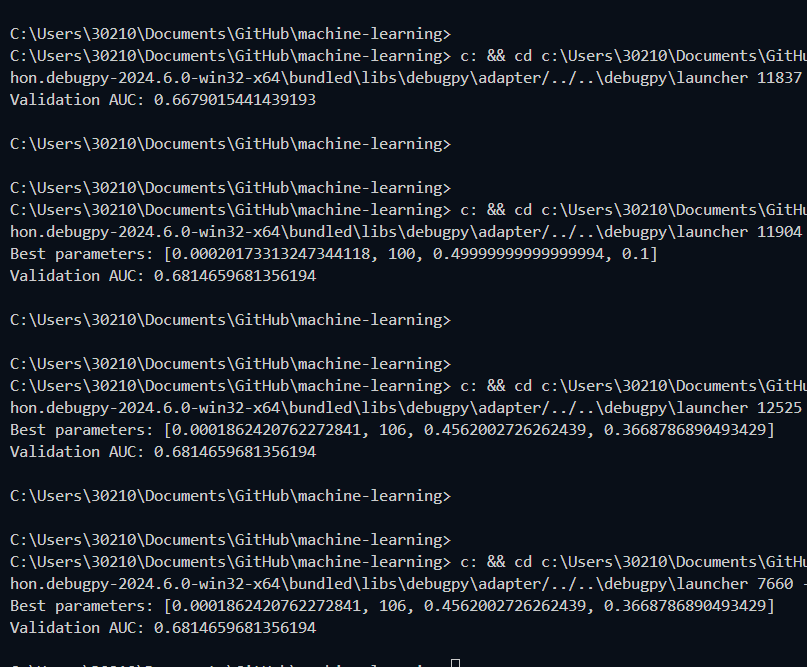 C:\Users\30210\Documents\GitHub\machine-learning>
C:\Users\30210\Documents\GitHub\machine-learning> c: && cd c:\Users\30210\Documents\GitHu
hon.debugpy-2024.6.0-win32-x64\bundled\libs\debugpy\adapter/../..\debugpy\launcher 11837
Validation AUC: 0.6679015441439193
C:\Users\30210\Documents\GitHub\machine-learning>
C:\Users\30210\Documents\GitHub\machine-learning>
C:\Users\30210\Documents\GitHub\machine-learning> c: && cd c:\Users\30210\Documents\GitHu
hon.debugpy-2024.6.0-win32-x64\bundled\libs\debugpy\adapter/../..\debugpy\launcher 11904
Best parameters: [0.00020173313247344118, 100, 0.49999999999999994, 0.1]
Validation AUC: 0.6814659681356194
C:\Users\30210\Documents\GitHub\machine-learning>
C:\Users\30210\Documents\GitHub\machine-learning>
C:\Users\30210\Documents\GitHub\machine-learning> c: && cd c:\Users\30210\Documents\GitHu
hon.debugpy-2024.6.0-win32-x64\bundled\libs\debugpy\adapter/../..\debugpy\launcher 12525
Best parameters: [0.0001862420762272841, 106, 0.4562002726262439, 0.3668786890493429]
Validation AUC: 0.6814659681356194
C:\Users\30210\Documents\GitHub\machine-learning>
C:\Users\30210\Documents\GitHub\machine-learning>
C:\Users\30210\Documents\GitHub\machine-learning> c: && cd c:\Users\30210\Documents\GitHu
hon.debugpy-2024.6.0-win32-x64\bundled\libs\debugpy\adapter/../..\debugpy\launcher 7660 -
Best parameters: [0.0001862420762272841, 106, 0.4562002726262439, 0.3668786890493429]
Validation AUC: 0.6814659681356194